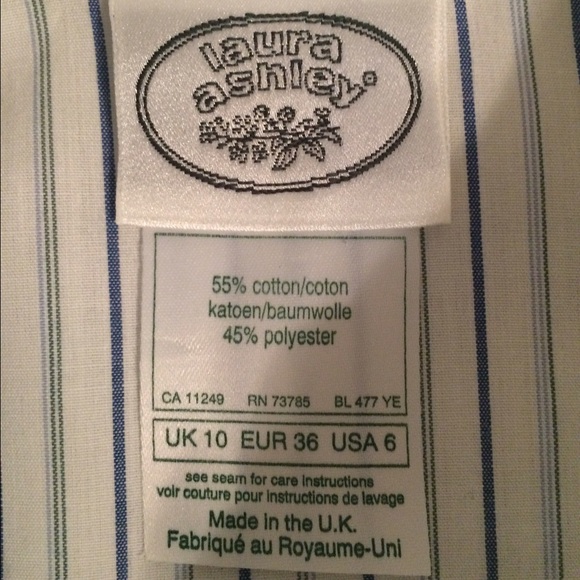 laura
ashley®
55% cotton/coton
katoen/baumwolle
45% polyester
CA 11249 RN 73785 BL 477 YE
UK 10 EUR 36 USA 6
see seam for care instructions
voir couture pour instructions de lavage
Made in the U.K.
Fabriqué au Royaume-Uni